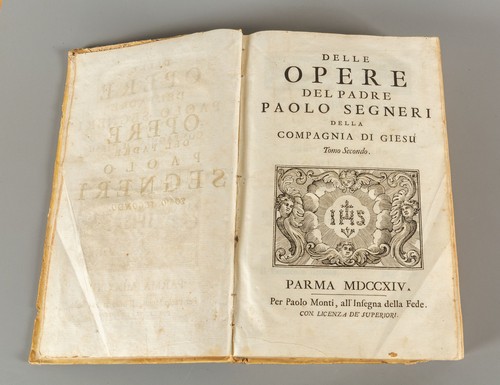 DELLE
OPERE
DEL PADRE
PAOLO SEGNERI
DELLA
COMPAGNIA DI GIESU
Tomo Secondo.
IHS
PARMA MDCCXIV.
Per Paolo Monti, all'Insegna della Fede.
CON LICENZA DE' SUPERIORI.